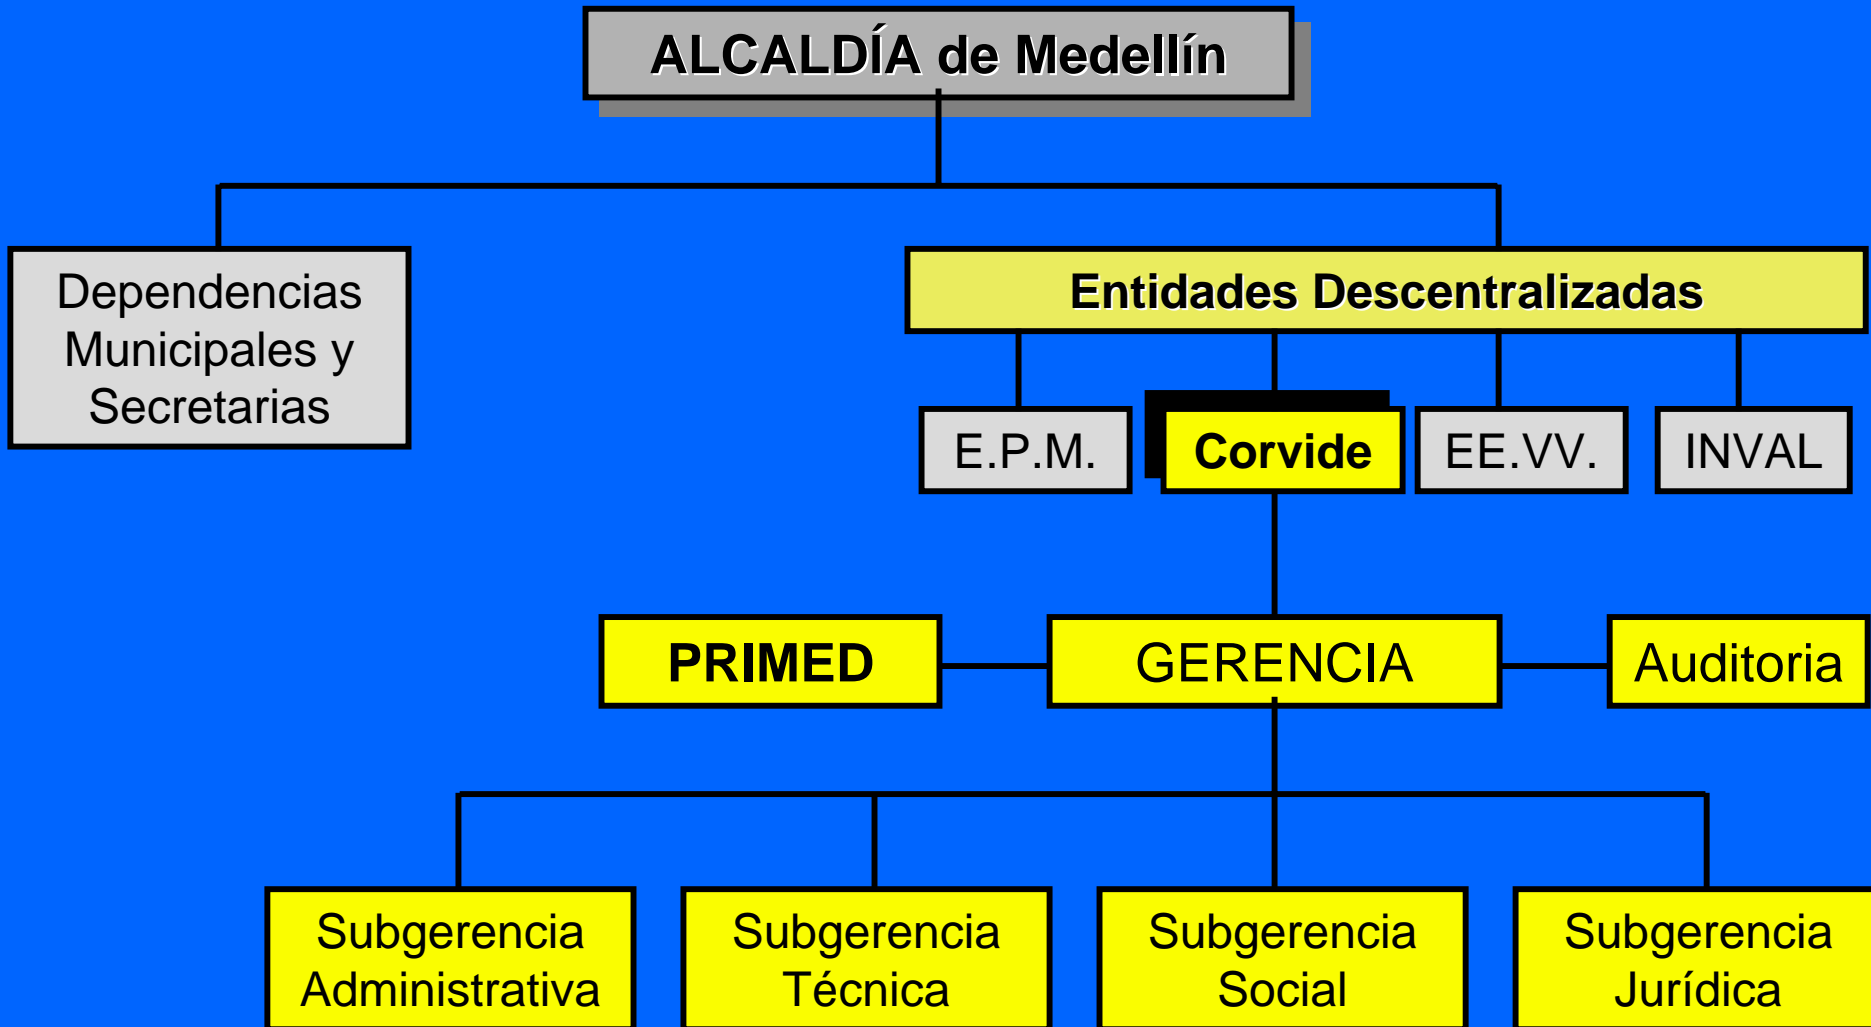 ALCALDÍA de Medellín
Dependencias
Municipales y
Secretarias
Entidades Descentralizadas
E.P.M.
Corvide
EE.VV.
INVAL
PRIMED
GERENCIA
Auditoria
Subgerencia
Administrativa
Subgerencia
Técnica
Subgerencia
Social
Subgerencia
Jurídica